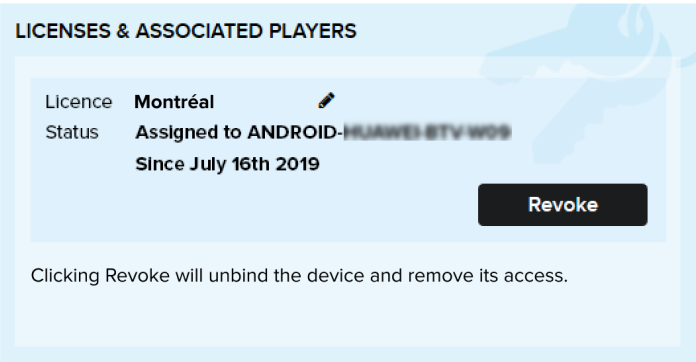 LICENSES & ASSOCIATED PLAYERS
Licence Montréal
Status Assigned to ANDROID-
Since July 16th 2019
Revoke
Clicking Revoke will unbind the device and remove its access.